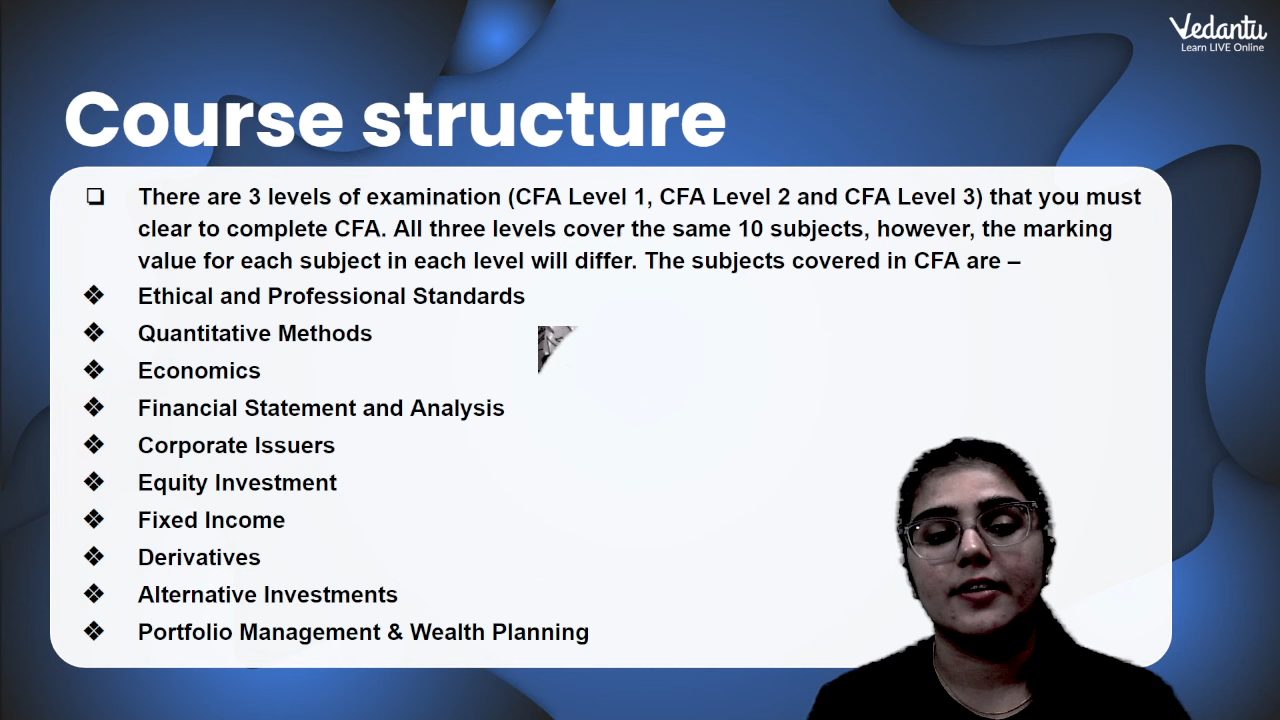 Vedantu
Learn LIVE Online
Course structure
❑ There are 3 levels of examination (CFA Level 1, CFA Level 2 and CFA Level 3) that you must
clear to complete CFA. All three levels cover the same 10 subjects, however, the marking
value for each subject in each level will differ. The subjects covered in CFA are –
❖ Ethical and Professional Standards
❖ Quantitative Methods
❖ Economics
❖ Financial Statement and Analysis
❖ Corporate Issuers
❖ Equity Investment
❖ Fixed Income
❖ Derivatives
❖ Alternative Investments
❖ Portfolio Management & Wealth Planning